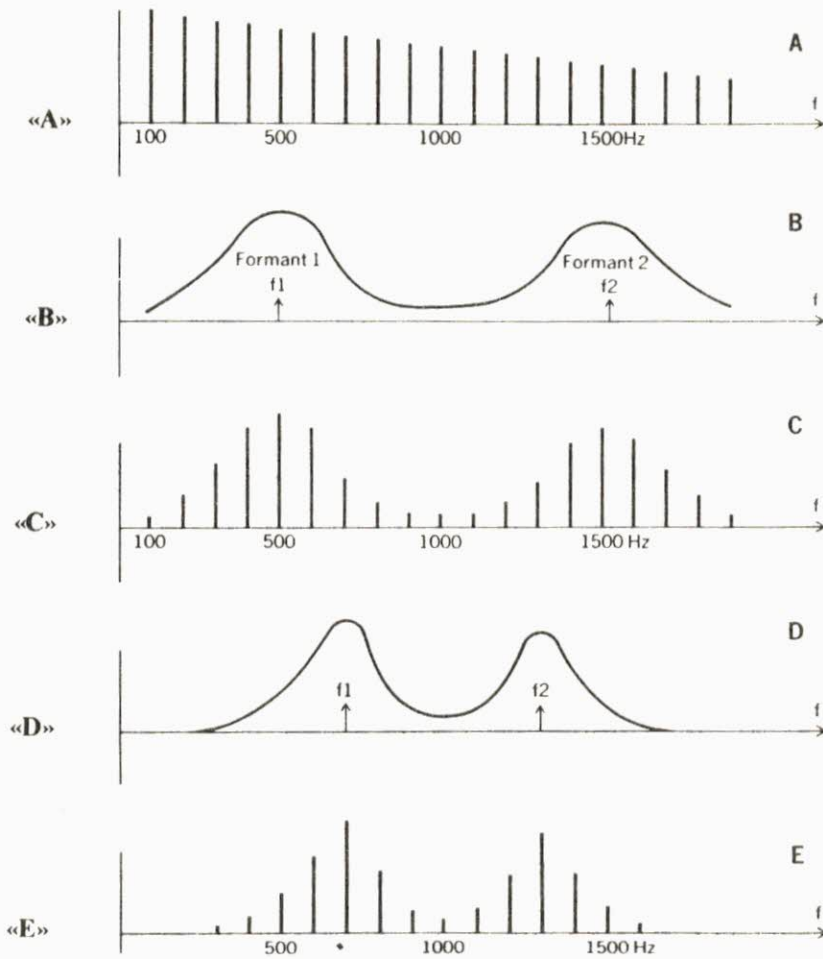 A
f
«A»
100 500 1000 1500Hz
B
Formant 1 Formant 2
f1 f2
f
«B»
C
f
«C»
100 500 1000 1500 Hz
D
f1 f2
f
«D»
E
f
«E»
500 1000 1500 Hz